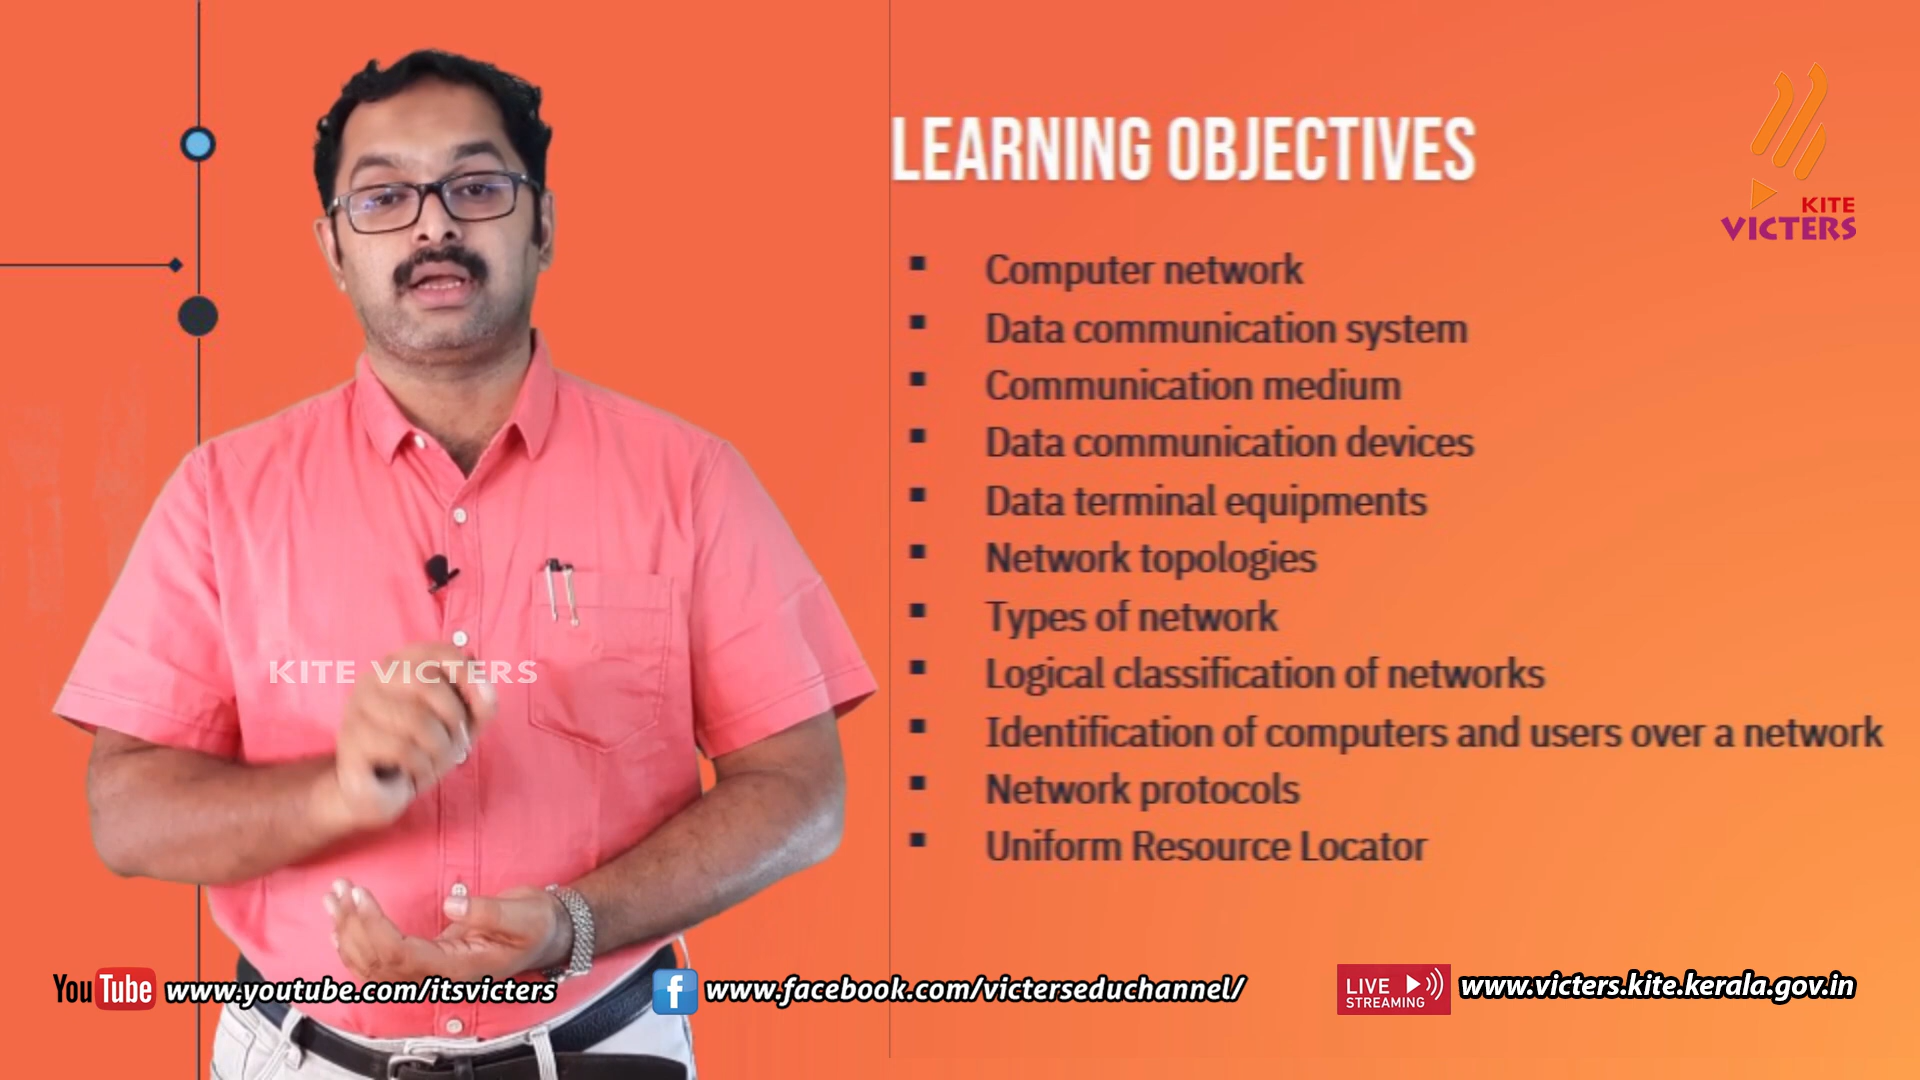 LEARNING OBJECTIVES
KITE
VICTERS
Computer network
Data communication system
Communication medium
Data communication devices
Data terminal equipments
Network topologies
Types of network
Logical classification of networks
Identification of computers and users over a network
Network protocols
Uniform Resource Locator
KITE VICTERS
YouTube www.youtube.com/itsvicters
f www.facebook.com/victerseduchannel/
LIVE
STREAMING
www.victers.kite.kerala.gov.in